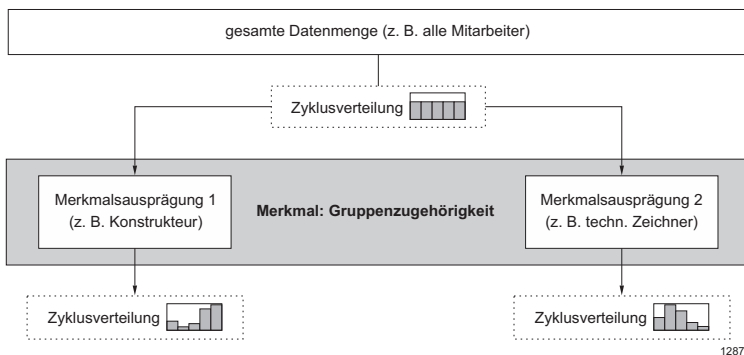 gesamte Datenmenge (z. B. alle Mitarbeiter)
Zyklusverteilung
Merkmalsausprägung 1
(z. B. Konstrukteur)
Merkmal: Gruppenzugehörigkeit
Merkmalsausprägung 2
(z. B. techn. Zeichner)
Zyklusverteilung
Zyklusverteilung
1287